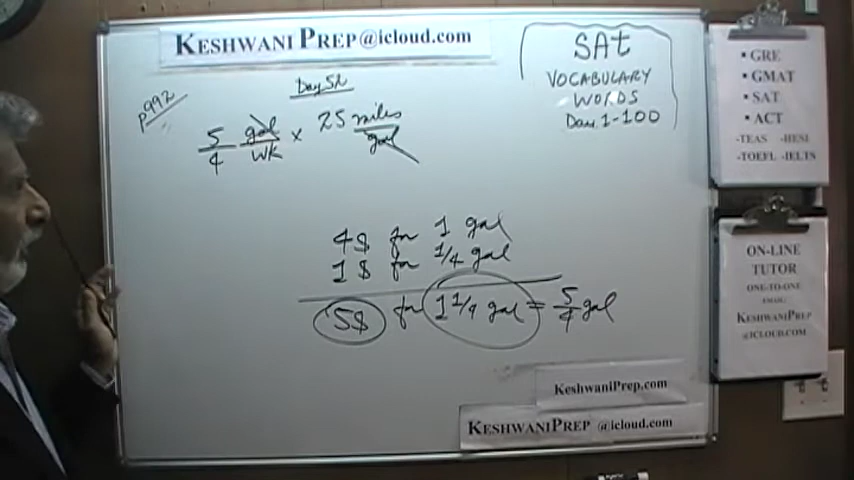 KESHWANI PREP@icloud.com
Day 52
p992
5/4 gal/WK × 25 miles/gal
4$ for 1 gal
1$ for 1/4 gal
5$ for 1 1/4 gal = 5/4 gal
SAt
VOCABULARY
WORDS
Day 1-100
• GRE
• GMAT
• SAT
• ACT
-TEAS -HESI
-TOEFL -IELTS
ON-LINE
TUTOR
ONE-TO-ONE
EMAIL:
KESHWANIPREP
@ICLOUD.COM
KeshwaniPrep.com
KESHWANIPREP @icloud.com